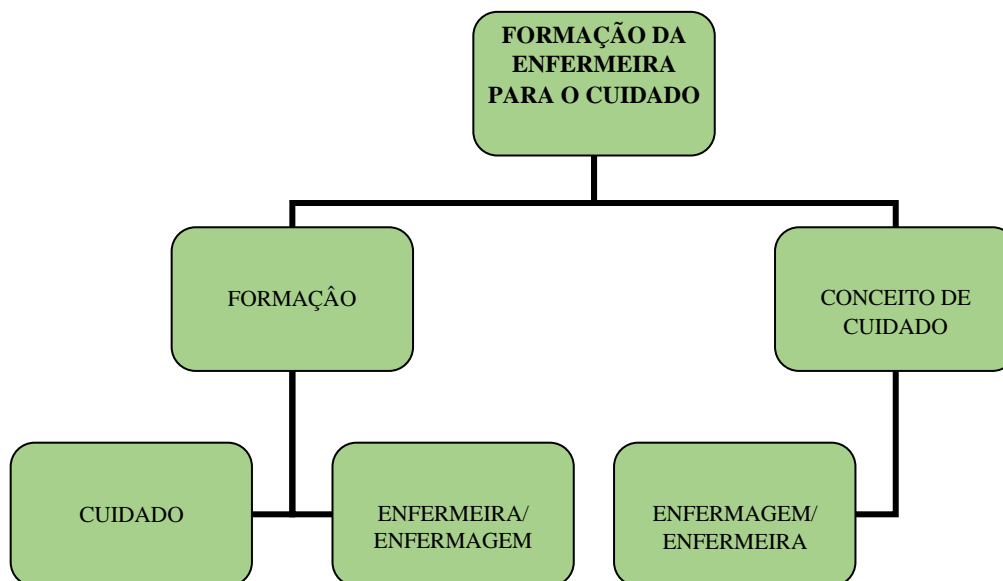 FORMAÇÃO DA
ENFERMEIRA
PARA O CUIDADO
FORMAÇÂO
CONCEITO DE
CUIDADO
CUIDADO
ENFERMEIRA/
ENFERMAGEM
ENFERMAGEM/
ENFERMEIRA